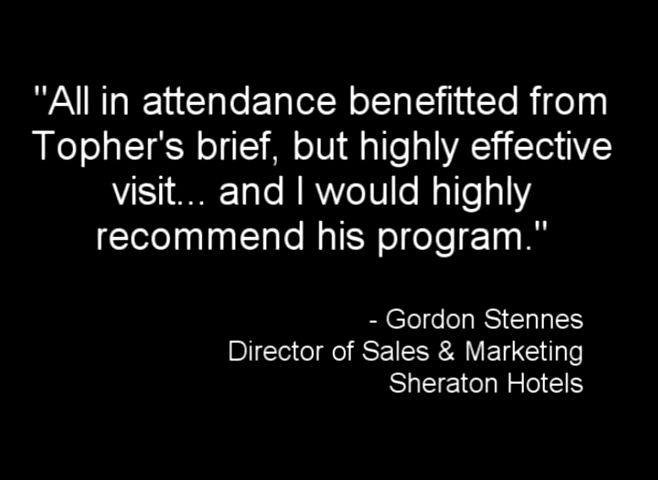 "All in attendance benefitted from
Topher's brief, but highly effective
visit... and I would highly
recommend his program."
- Gordon Stennes
Director of Sales & Marketing
Sheraton Hotels